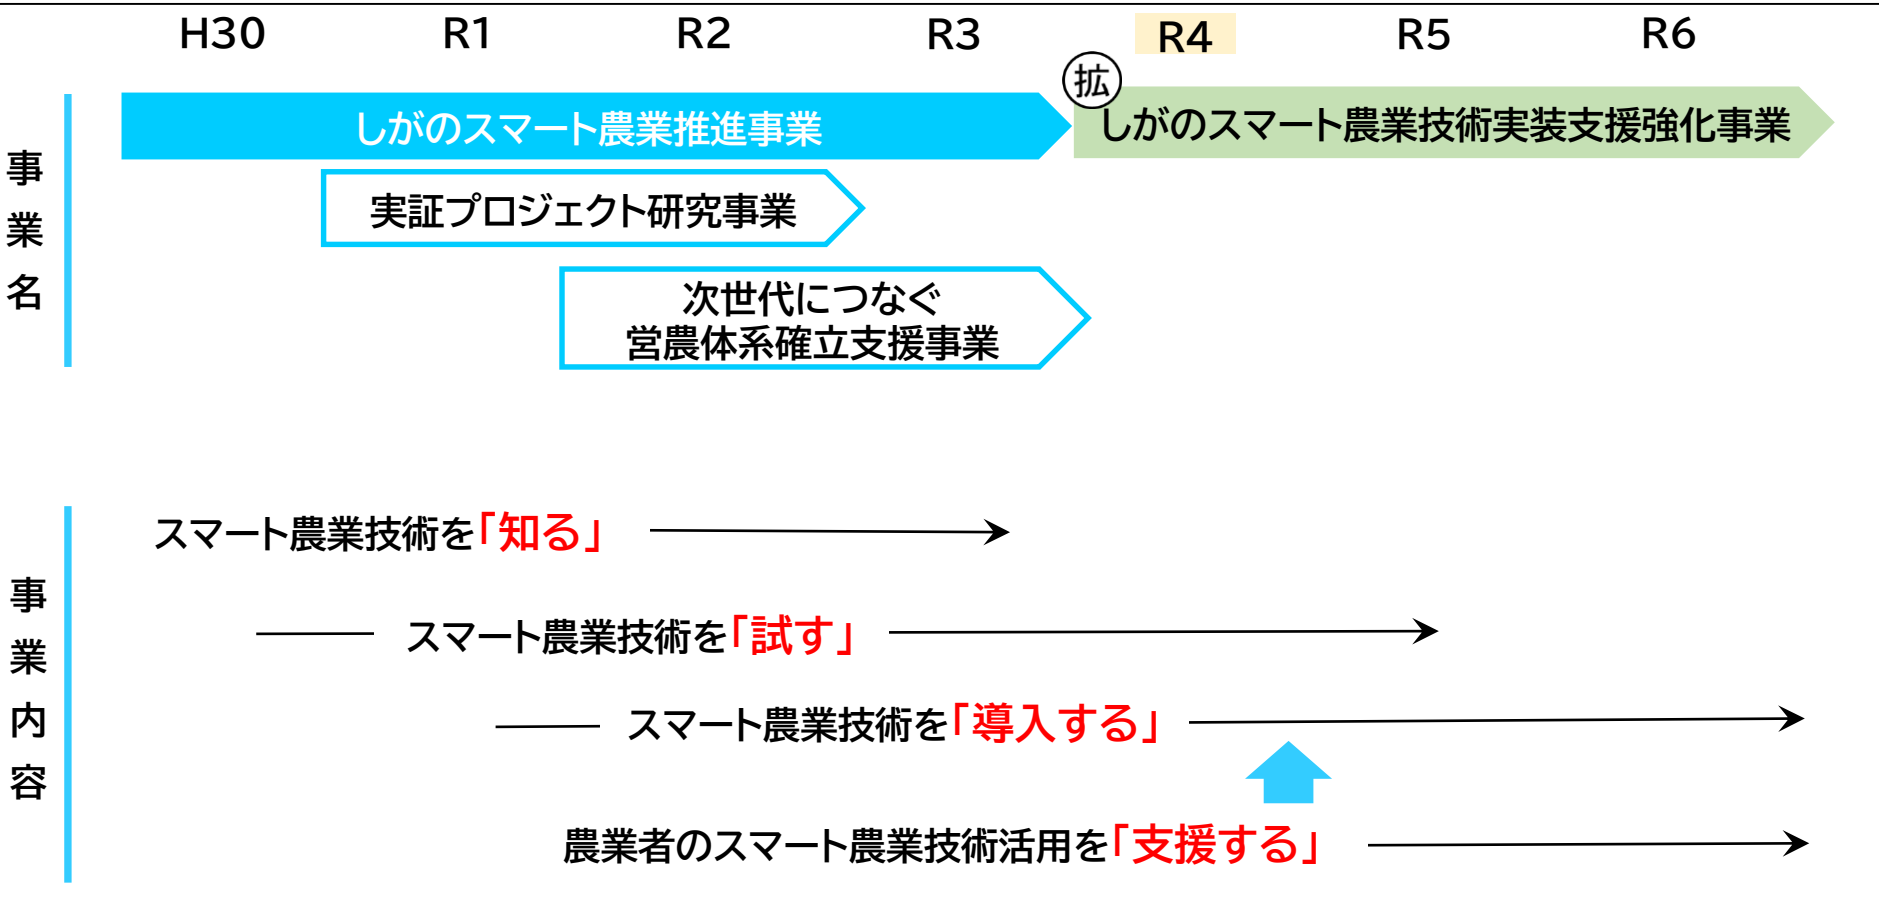 H30 R1 R2 R3 R4 R5 R6
事業名
しがのスマート農業推進事業
拡
しがのスマート農業技術実装支援強化事業
実証プロジェクト研究事業
次世代につなぐ
営農体系確立支援事業
事業内容
スマート農業技術を「知る」
スマート農業技術を「試す」
スマート農業技術を「導入する」
農業者のスマート農業技術活用を「支援する」